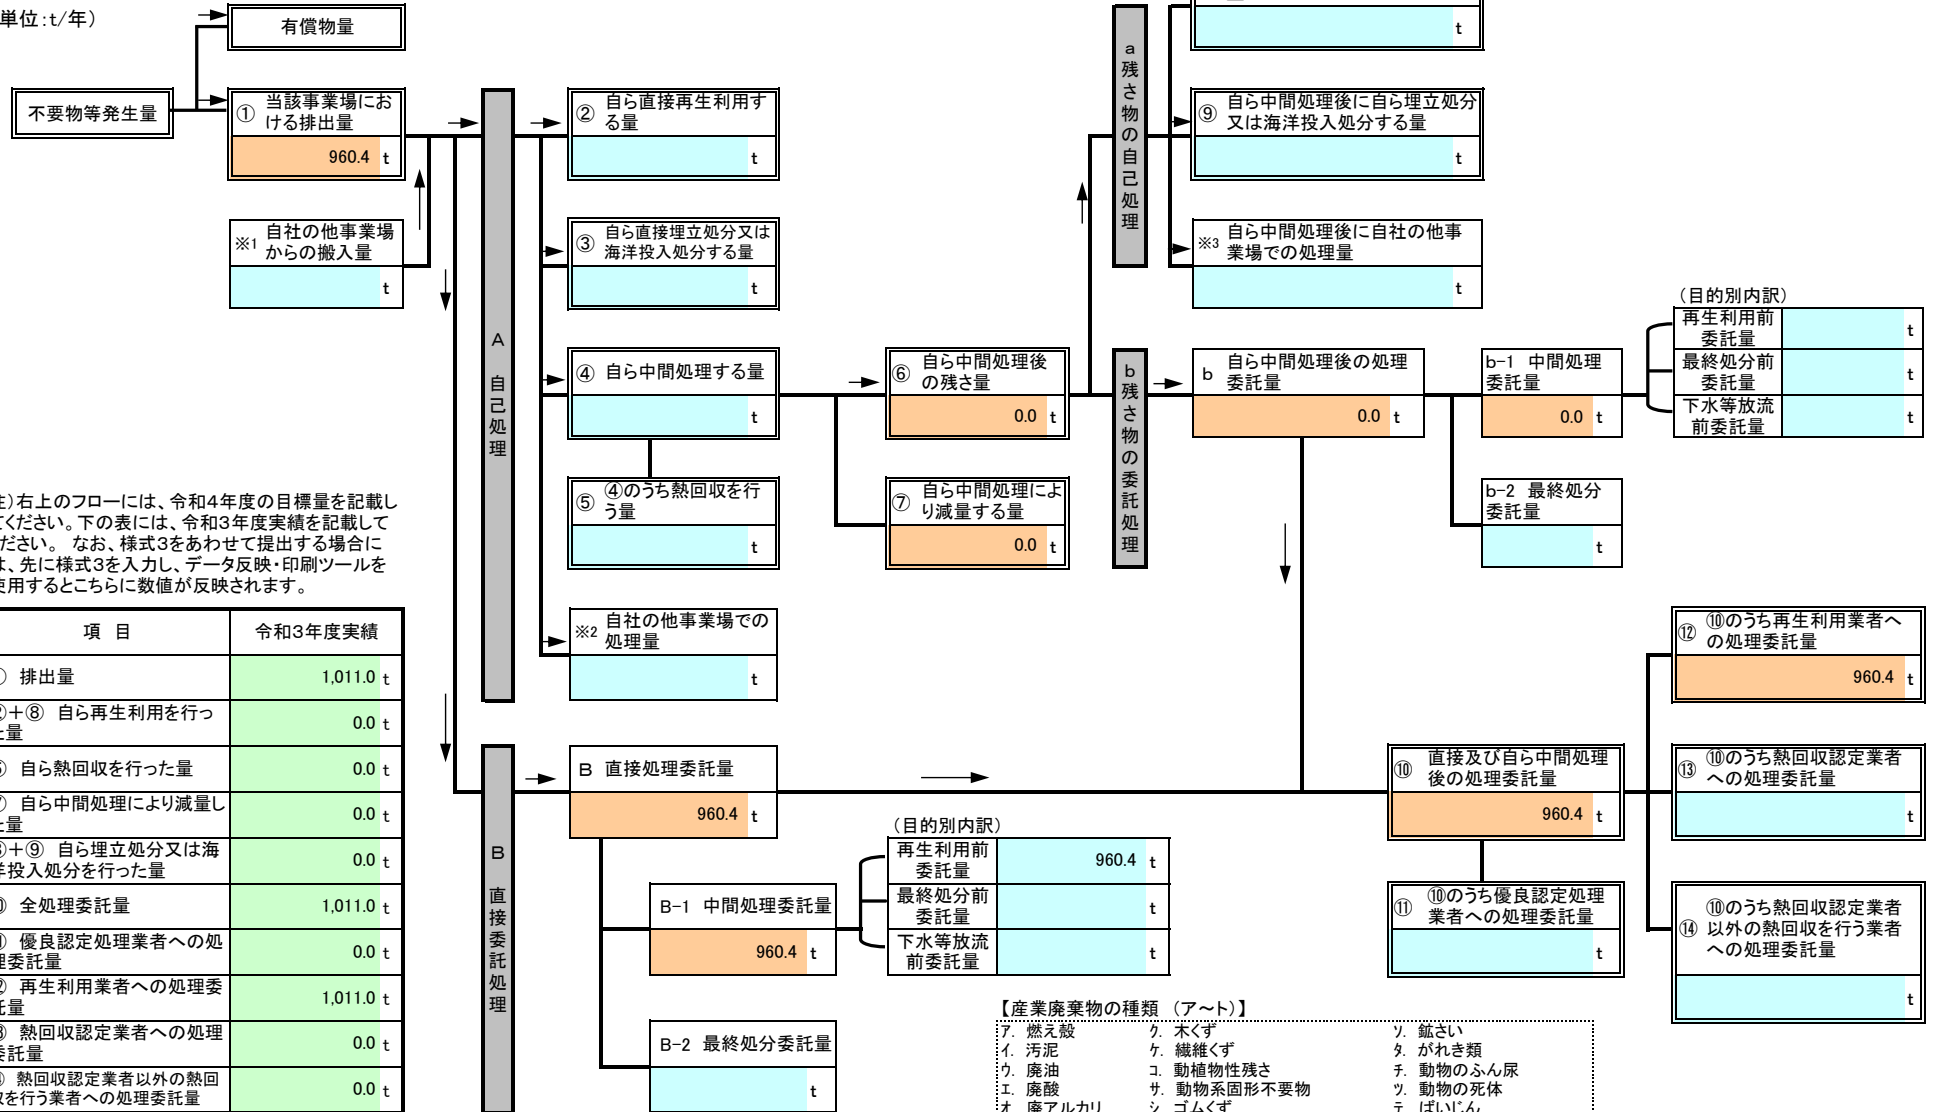 単位:t/年）
有償物量
t
不要物等発生量
① 当該事業場にお
ける排出量
960.4 t
※1 自社の他事業場
からの搬入量
t
A 自己処理
② 自ら直接再生利用す
る量
t
③ 自ら直接埋立処分又は
海洋投入処分する量
t
④ 自ら中間処理する量
t
⑤ ④のうち熱回収を行
う量
t
※2 自社の他事業場での
処理量
t
⑥ 自ら中間処理後
の残さ量
0.0 t
⑦ 自ら中間処理によ
り減量する量
0.0 t
a 残さ物の自己処理
⑨ 自ら中間処理後に自ら埋立処分
又は海洋投入処分する量
t
※3 自ら中間処理後に自社の他事
業場での処理量
t
b 残さ物の委託処理
b 自ら中間処理後の処理
委託量
0.0 t
b-1 中間処理
委託量
0.0 t
（目的別内訳）
再生利用前
委託量
t
最終処分前
委託量
t
下水等放流
前委託量
t
b-2 最終処分
委託量
t
)右上のフローには、令和４年度の目標量を記載し
ください。下の表には、令和３年度実績を記載して
ださい。 なお、様式３をあわせて提出する場合に
、先に様式３を入力し、データ反映・印刷ツールを
使用するとこちらに数値が反映されます。
項 目 令和３年度実績
排出量 1,011.0 t
＋⑧ 自ら再生利用を行っ
量
0.0 t
自ら熱回収を行った量 0.0 t
自ら中間処理により減量し
量
0.0 t
＋⑨ 自ら埋立処分又は海
洋投入処分を行った量
0.0 t
全処理委託量 1,011.0 t
優良認定処理業者への処
理委託量
0.0 t
再生利用業者への処理委
託量
1,011.0 t
熱回収認定業者への処理
委託量
0.0 t
熱回収認定業者以外の熱回
収を行う業者への処理委託量
0.0 t
B 直接委託処理
B 直接処理委託量
960.4 t
B-1 中間処理委託量
960.4 t
（目的別内訳）
再生利用前
委託量
960.4 t
最終処分前
委託量
t
下水等放流
前委託量
t
B-2 最終処分委託量
t
⑩ 直接及び自ら中間処理
後の処理委託量
960.4 t
⑪ ⑩のうち優良認定処理
業者への処理委託量
t
⑫ ⑩のうち再生利用業者へ
の処理委託量
960.4 t
⑬ ⑩のうち熱回収認定業者
への処理委託量
t
⑭ ⑩のうち熱回収認定業者
以外の熱回収を行う業者
への処理委託量
t
【産業廃棄物の種類 （ア～ト）】
ア. 燃え殻 ク. 木くず ソ. 鉱さい
イ. 汚泥 ケ. 繊維くず タ. がれき類
ウ. 廃油 コ. 動植物性残さ チ. 動物のふん尿
エ. 廃酸 サ. 動物系固形不要物 ツ. 動物の死体
オ. 廃アルカリ シ. ゴムくず テ. ばいじん